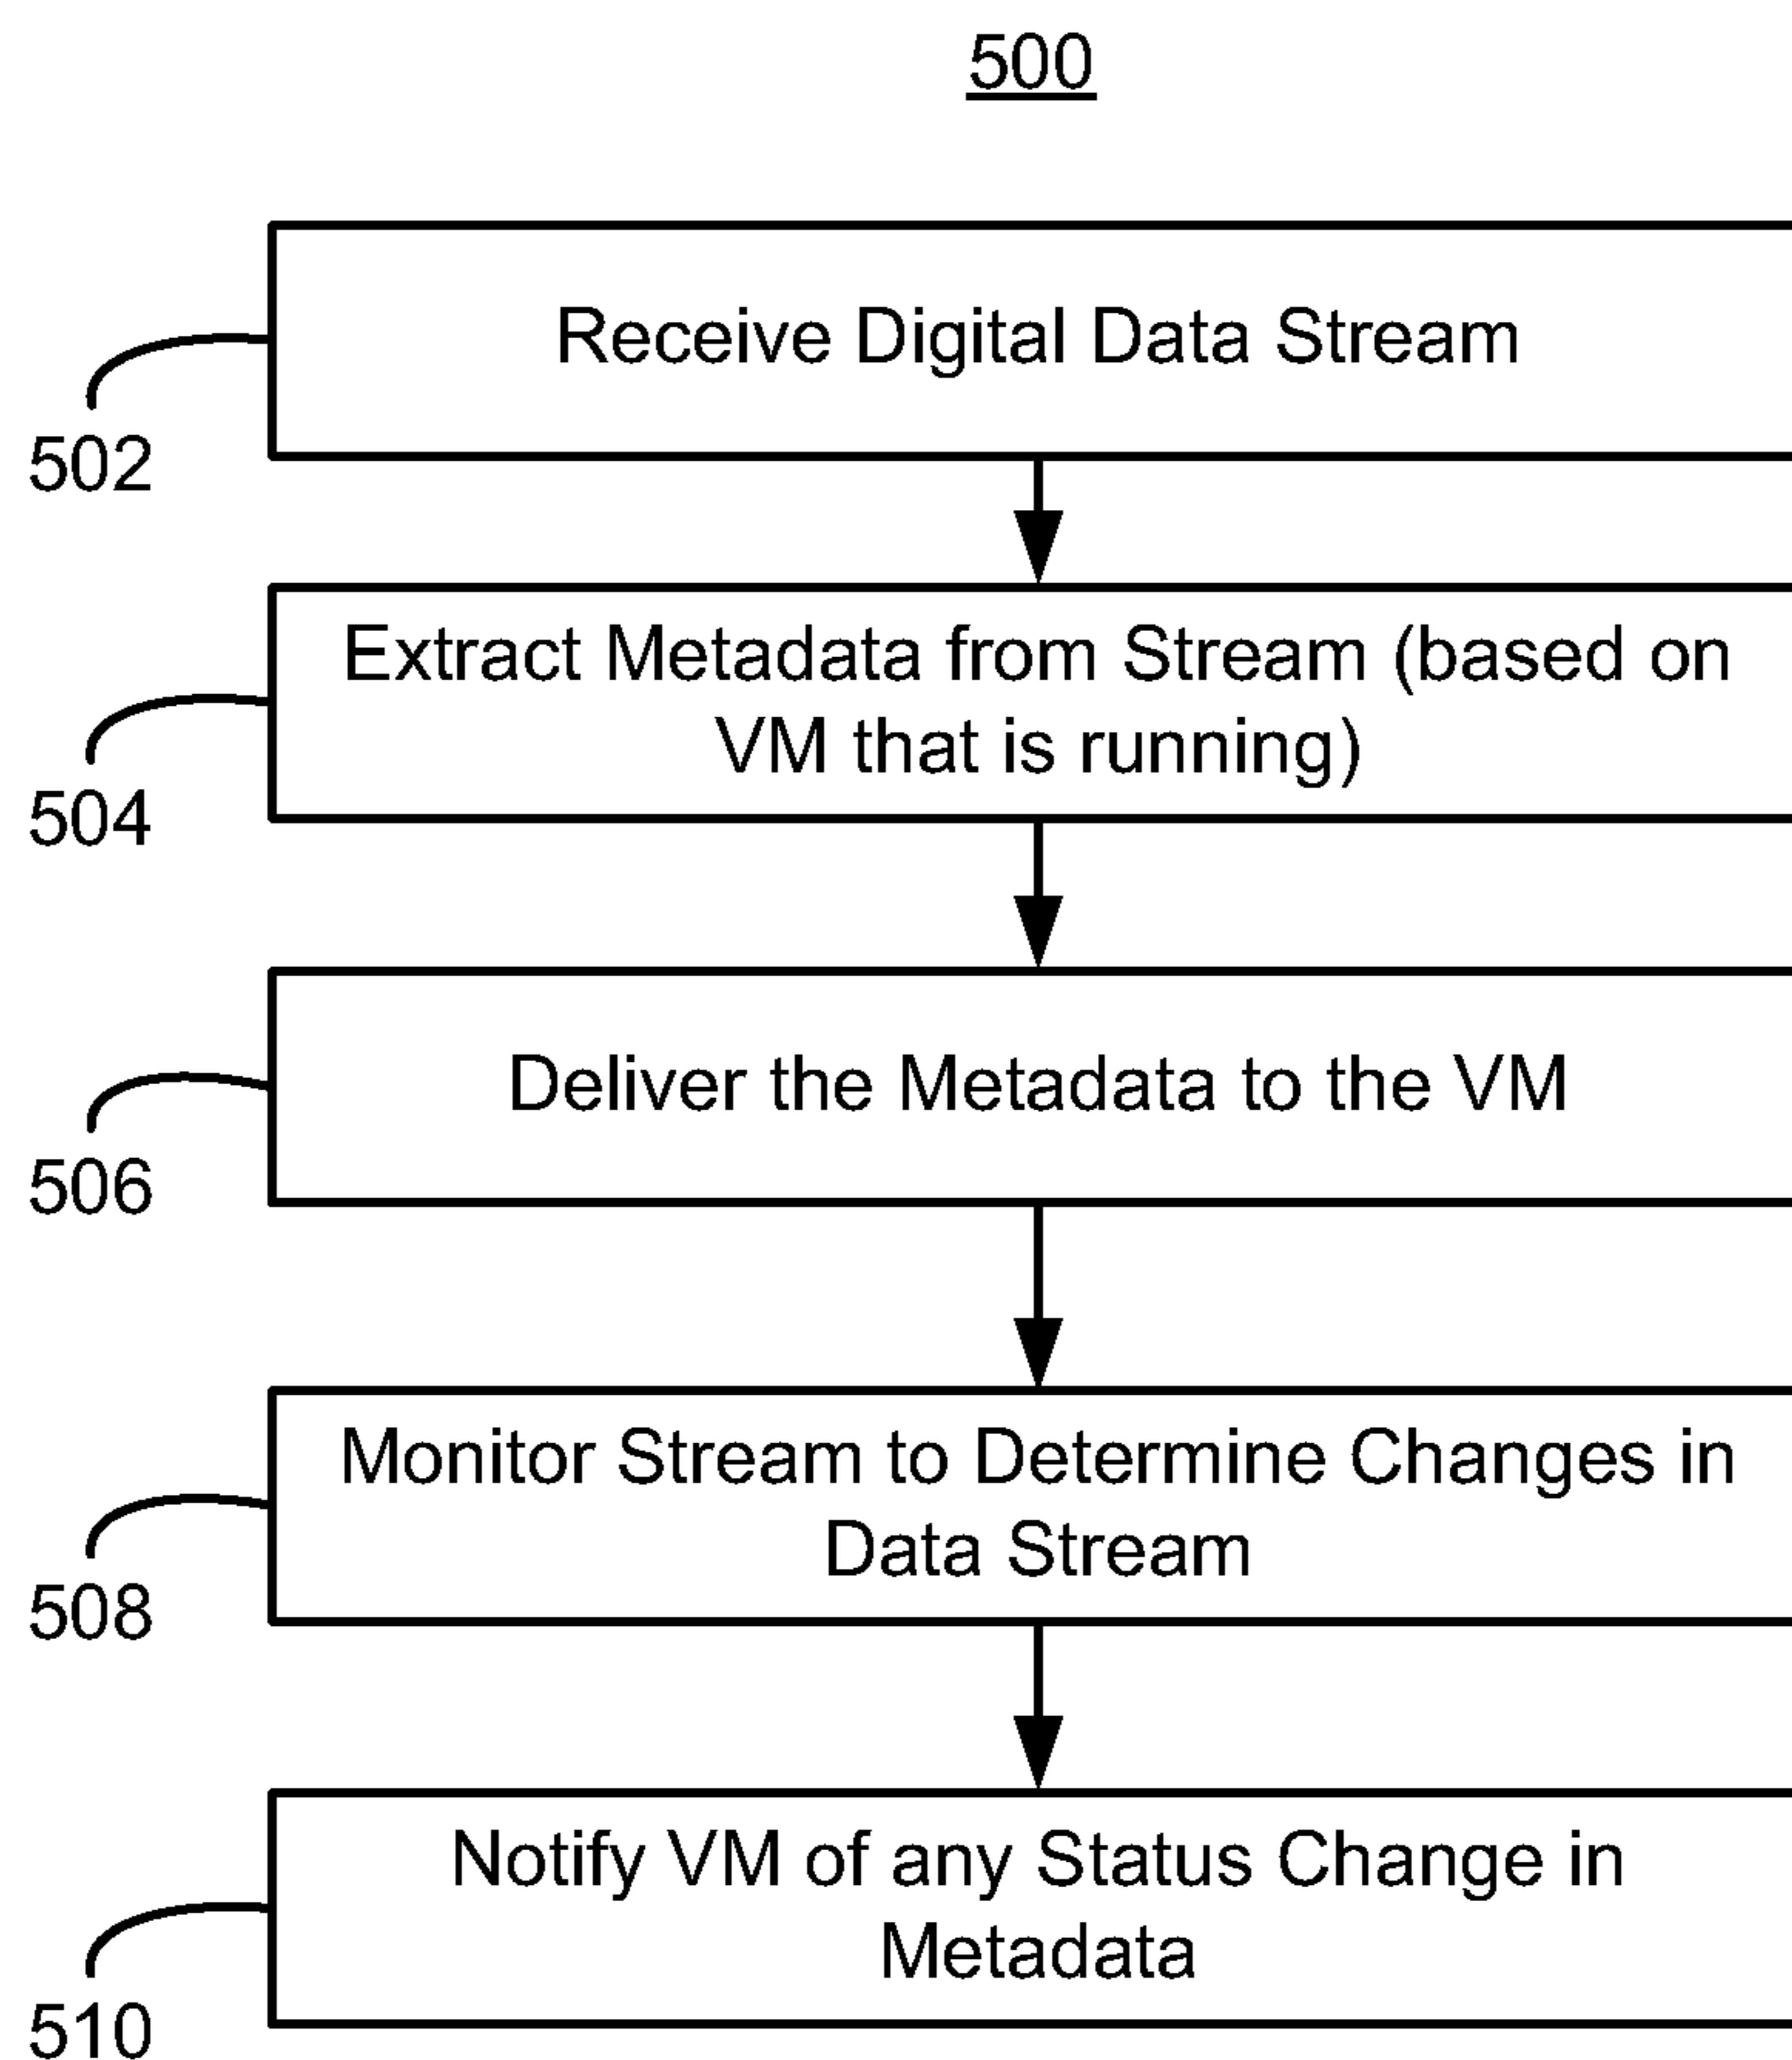 500
Receive Digital Data Stream
502
Extract Metadata from Stream (based on
VM that is running)
504
Deliver the Metadata to the VM
506
Monitor Stream to Determine Changes in
Data Stream
508
Notify VM of any Status Change in
Metadata
510